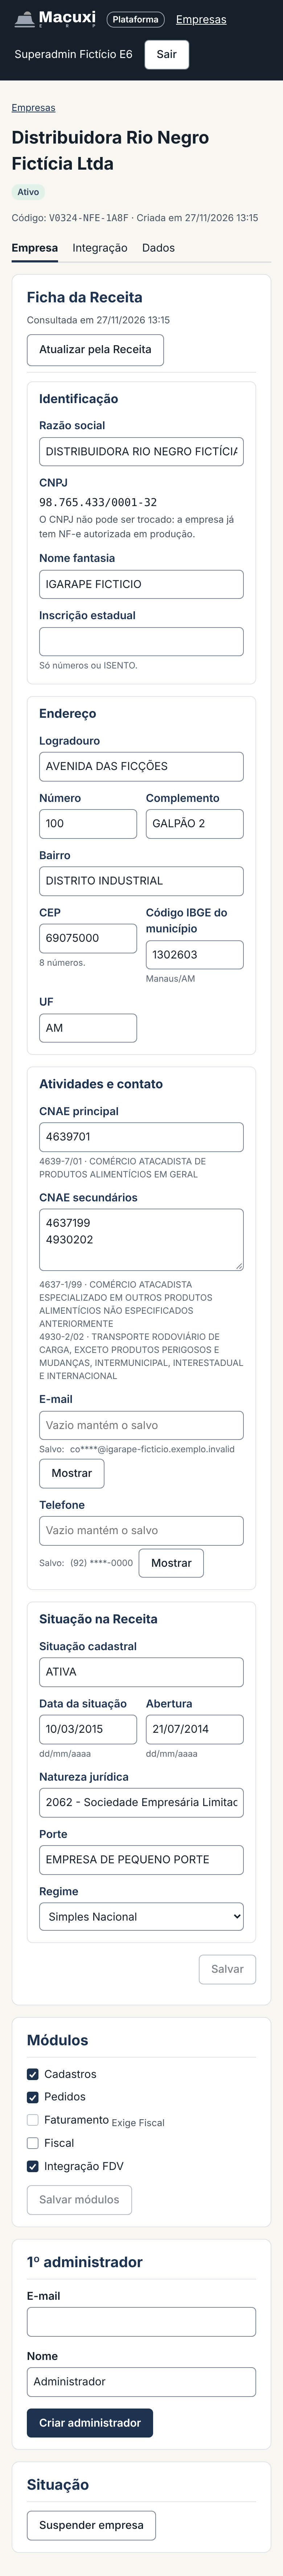 Macuxi
Plataforma
Empresas
Superadmin Fictício E6
Sair
Empresas
Distribuidora Rio Negro
Fictícia Ltda
Ativo
Código: V0324-NFE-1A8F · Criada em 27/11/2026 13:15
Empresa
Integração
Dados
Ficha da Receita
Consultada em 27/11/2026 13:15
Atualizar pela Receita
Identificação
Razão social
DISTRIBUIDORA RIO NEGRO FICTÍCIA
CNPJ
98.765.433/0001-32
O CNPJ não pode ser trocado: a empresa já
tem NF-e autorizada em produção.
Nome fantasia
IGARAPE FICTICIO
Inscrição estadual
Só números ou ISENTO.
Endereço
Logradouro
AVENIDA DAS FICÇÕES
Número
Complemento
100
GALPÃO 2
Bairro
DISTRITO INDUSTRIAL
CEP
Código IBGE do
município
69075000
1302603
8 números.
Manaus/AM
UF
AM
Atividades e contato
CNAE principal
4639701
4639-7/01 · COMÉRCIO ATACADISTA DE
PRODUTOS ALIMENTÍCIOS EM GERAL
CNAE secundários
4637199
4930202
4637-1/99 · COMÉRCIO ATACADISTA
ESPECIALIZADO EM OUTROS PRODUTOS
ALIMENTÍCIOS NÃO ESPECIFICADOS
ANTERIORMENTE
4930-2/02 · TRANSPORTE RODOVIÁRIO DE
CARGA, EXCETO PRODUTOS PERIGOSOS E
MUDANÇAS, INTERMUNICIPAL, INTERESTADUAL
E INTERNACIONAL
E-mail
Vazio mantém o salvo
Salvo: co****@igarape-ficticio.exemplo.invalid
Mostrar
Telefone
Vazio mantém o salvo
Salvo: (92) ****-0000
Mostrar
Situação na Receita
Situação cadastral
ATIVA
Data da situação
Abertura
10/03/2015
21/07/2014
dd/mm/aaaa
dd/mm/aaaa
Natureza jurídica
2062 - Sociedade Empresária Limitad
Porte
EMPRESA DE PEQUENO PORTE
Regime
Simples Nacional
Salvar
Módulos
Cadastros
Pedidos
Faturamento Exige Fiscal
Fiscal
Integração FDV
Salvar módulos
1º administrador
E-mail
Nome
Administrador
Criar administrador
Situação
Suspender empresa